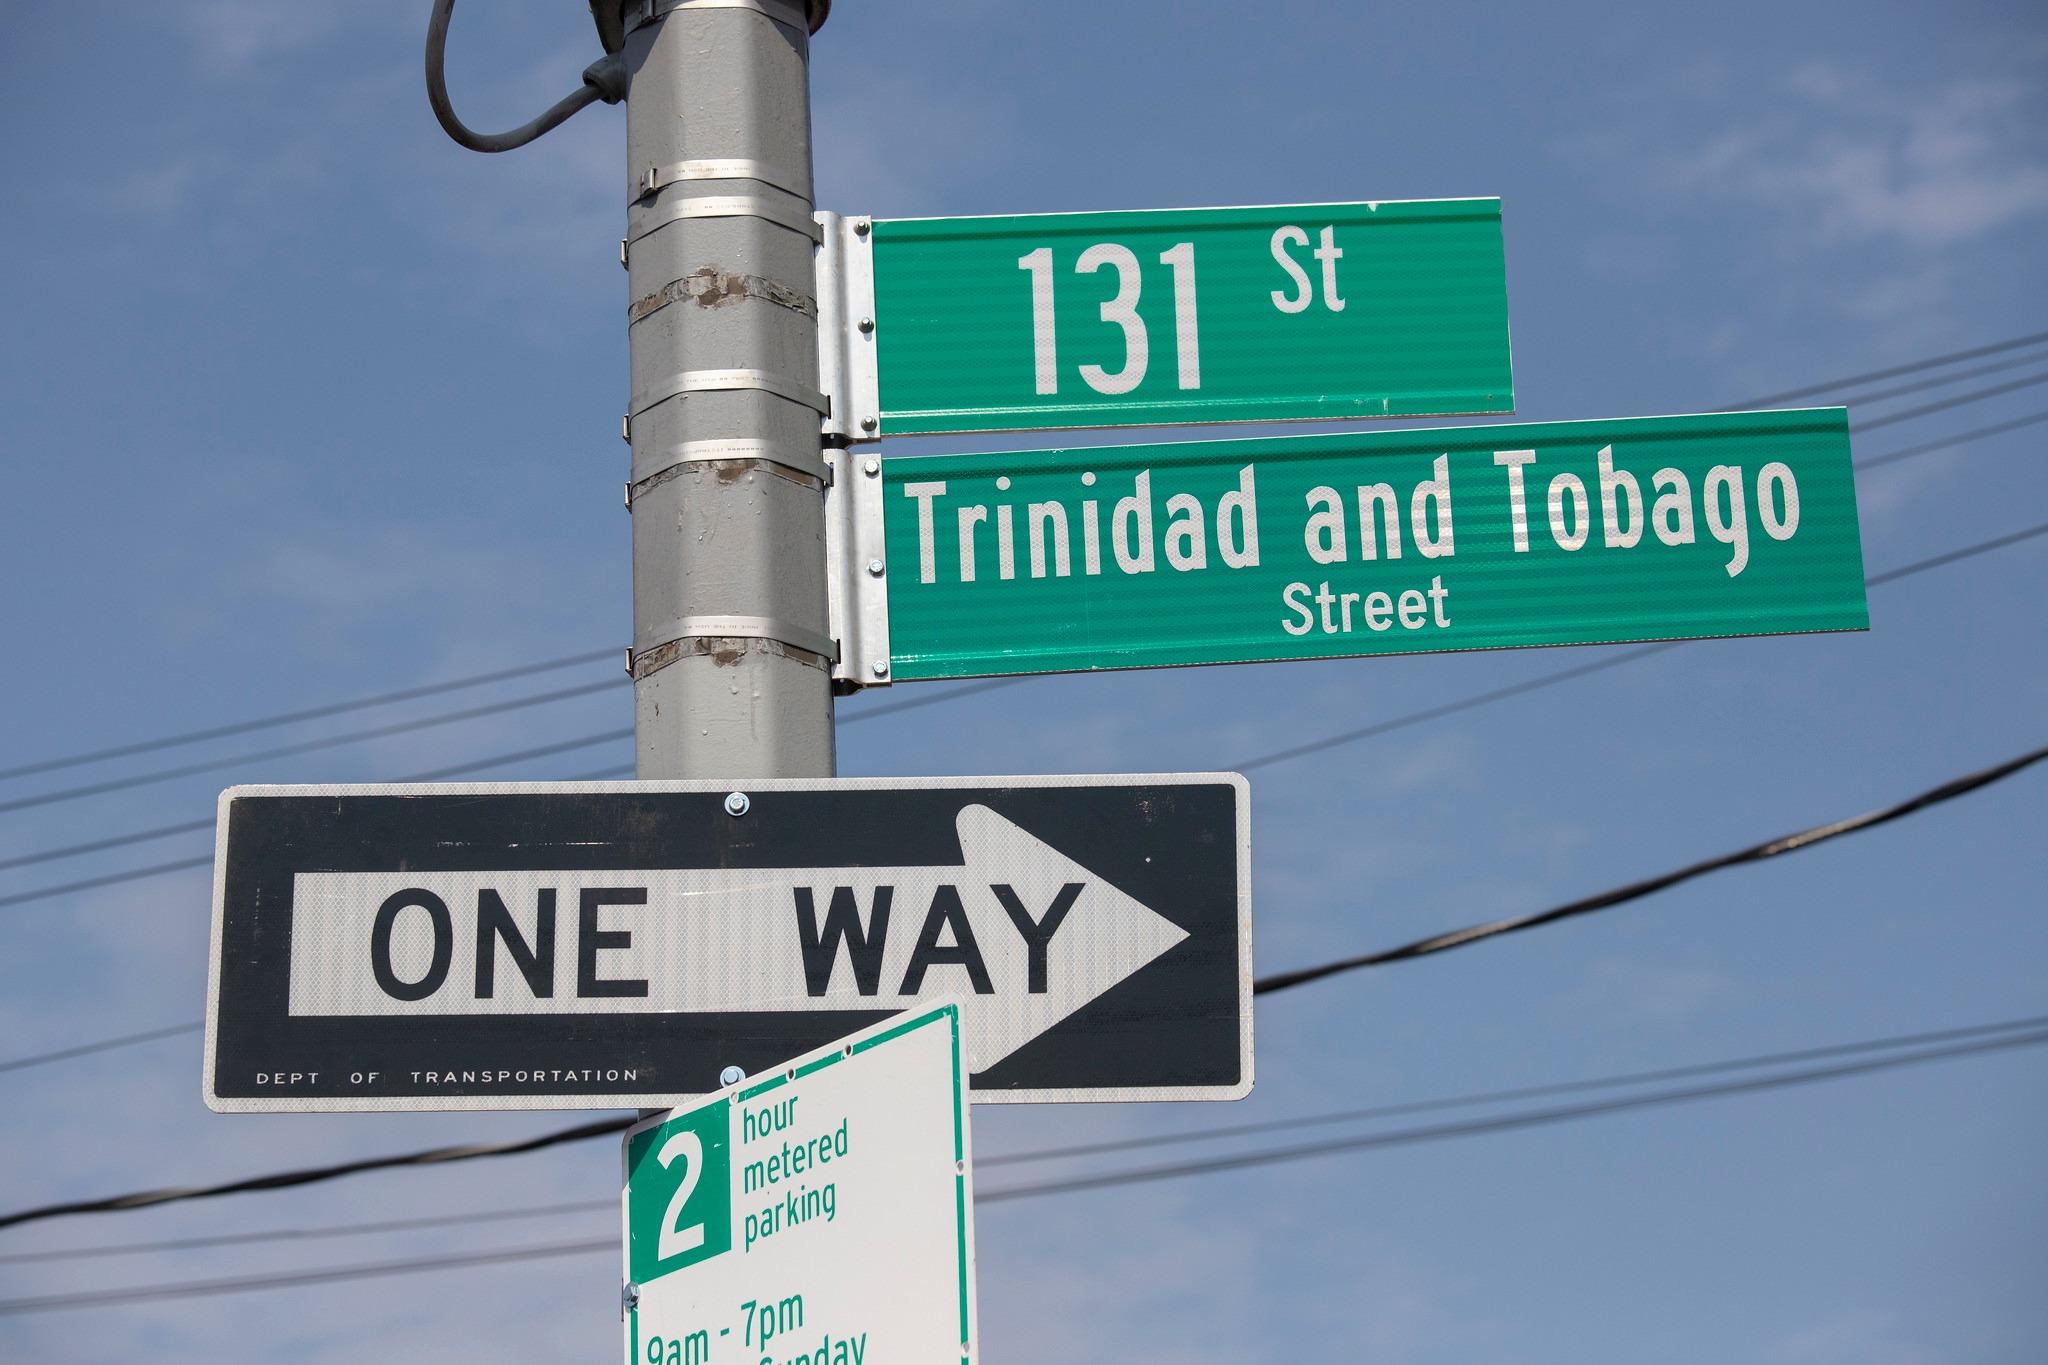 131 St
Trinidad and Tobago
Street
ONE WAY
DEPT OF TRANSPORTATION
2 hour
metered
parking
9am - 7pm